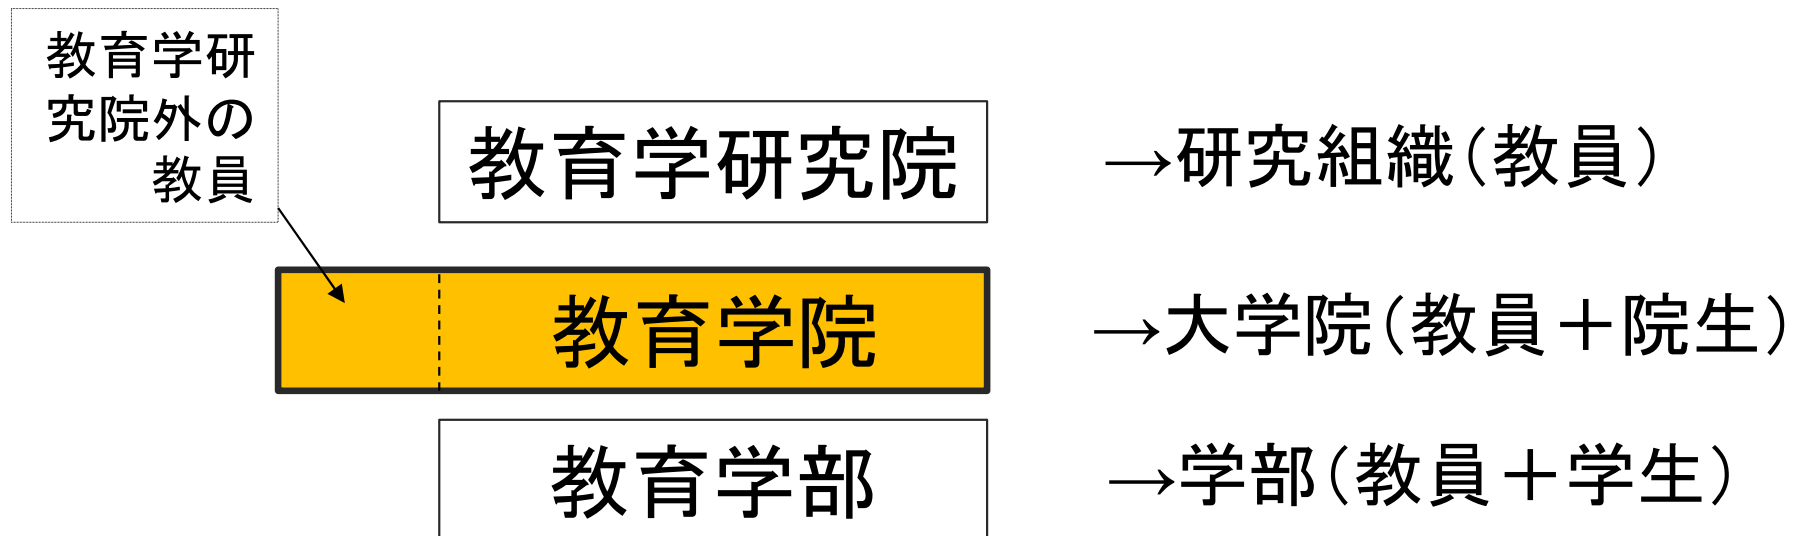 教育学研
究院外の
教員
教育学研究院
→研究組織(教員)
教育学院
→大学院(教員＋院生)
教育学部
→学部(教員＋学生)